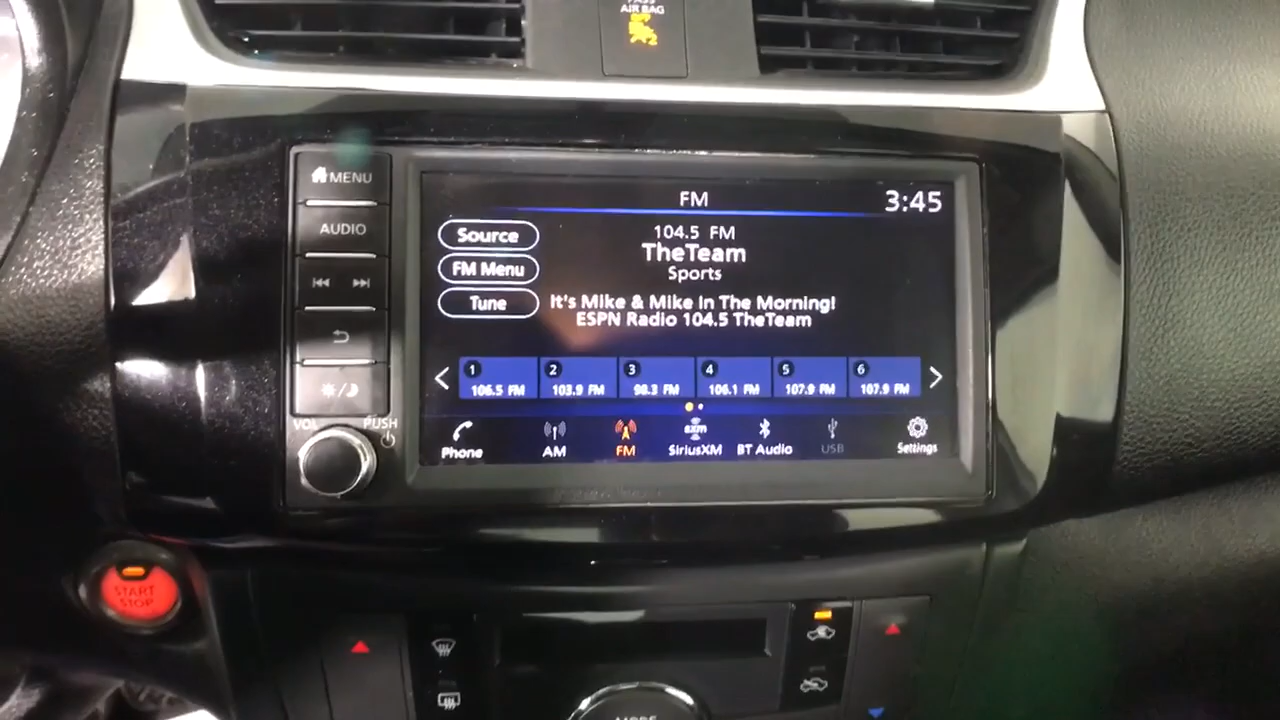 PASS
AIR BAG
MENU
AUDIO
VOL
PUSH
FM
3:45
Source
FM Menu
Tune
104.5 FM
TheTeam
Sports
It's Mike & Mike In The Morning!
ESPN Radio 104.5 TheTeam
1
106.5 FM
2
103.9 FM
3
98.3 FM
4
106.1 FM
5
107.9 FM
6
107.9 FM
Phone
AM
FM
sxm
SiriusXM
BT Audio
USB
Settings
START
STOP
MODE